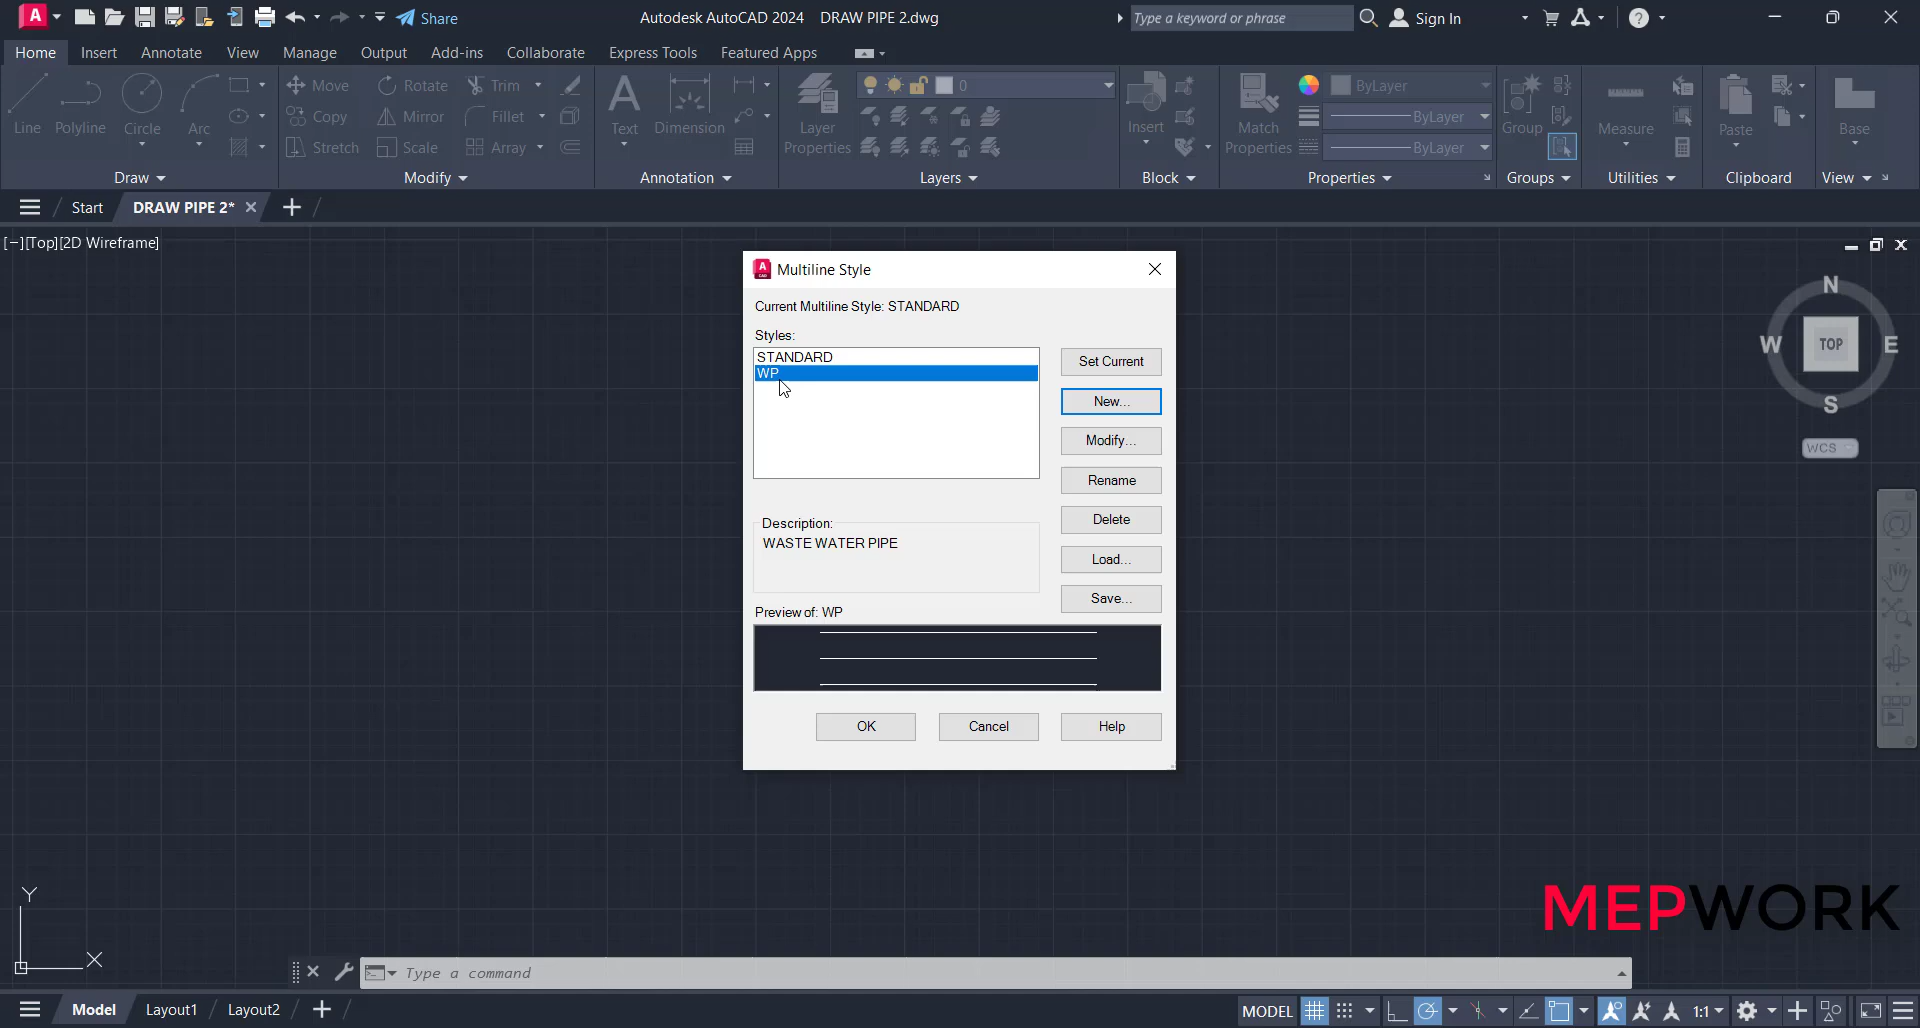 Share
Autodesk AutoCAD 2024 DRAW PIPE 2.dwg
Type a keyword or phrase
Sign In
Home Insert Annotate View Manage Output Add-ins Collaborate Express Tools Featured Apps
Line Polyline Circle Arc
Move Rotate Trim
Copy Mirror Fillet
Stretch Scale Array
Text Dimension
Layer Properties
0
Insert
Match Properties
ByLayer
ByLayer
ByLayer
Group
Measure
Paste
Base
Draw Modify Annotation Layers Block Properties Groups Utilities Clipboard View
Start DRAW PIPE 2*
[−][Top][2D Wireframe]
N
W TOP E
S
WCS
Multiline Style
Current Multiline Style: STANDARD
Styles:
STANDARD
WP
Set Current
New...
Modify...
Rename
Delete
Load...
Save...
Description:
WASTE WATER PIPE
Preview of: WP
OK Cancel Help
Y
X
MEPWORK
Type a command
Model Layout1 Layout2
MODEL 1:1